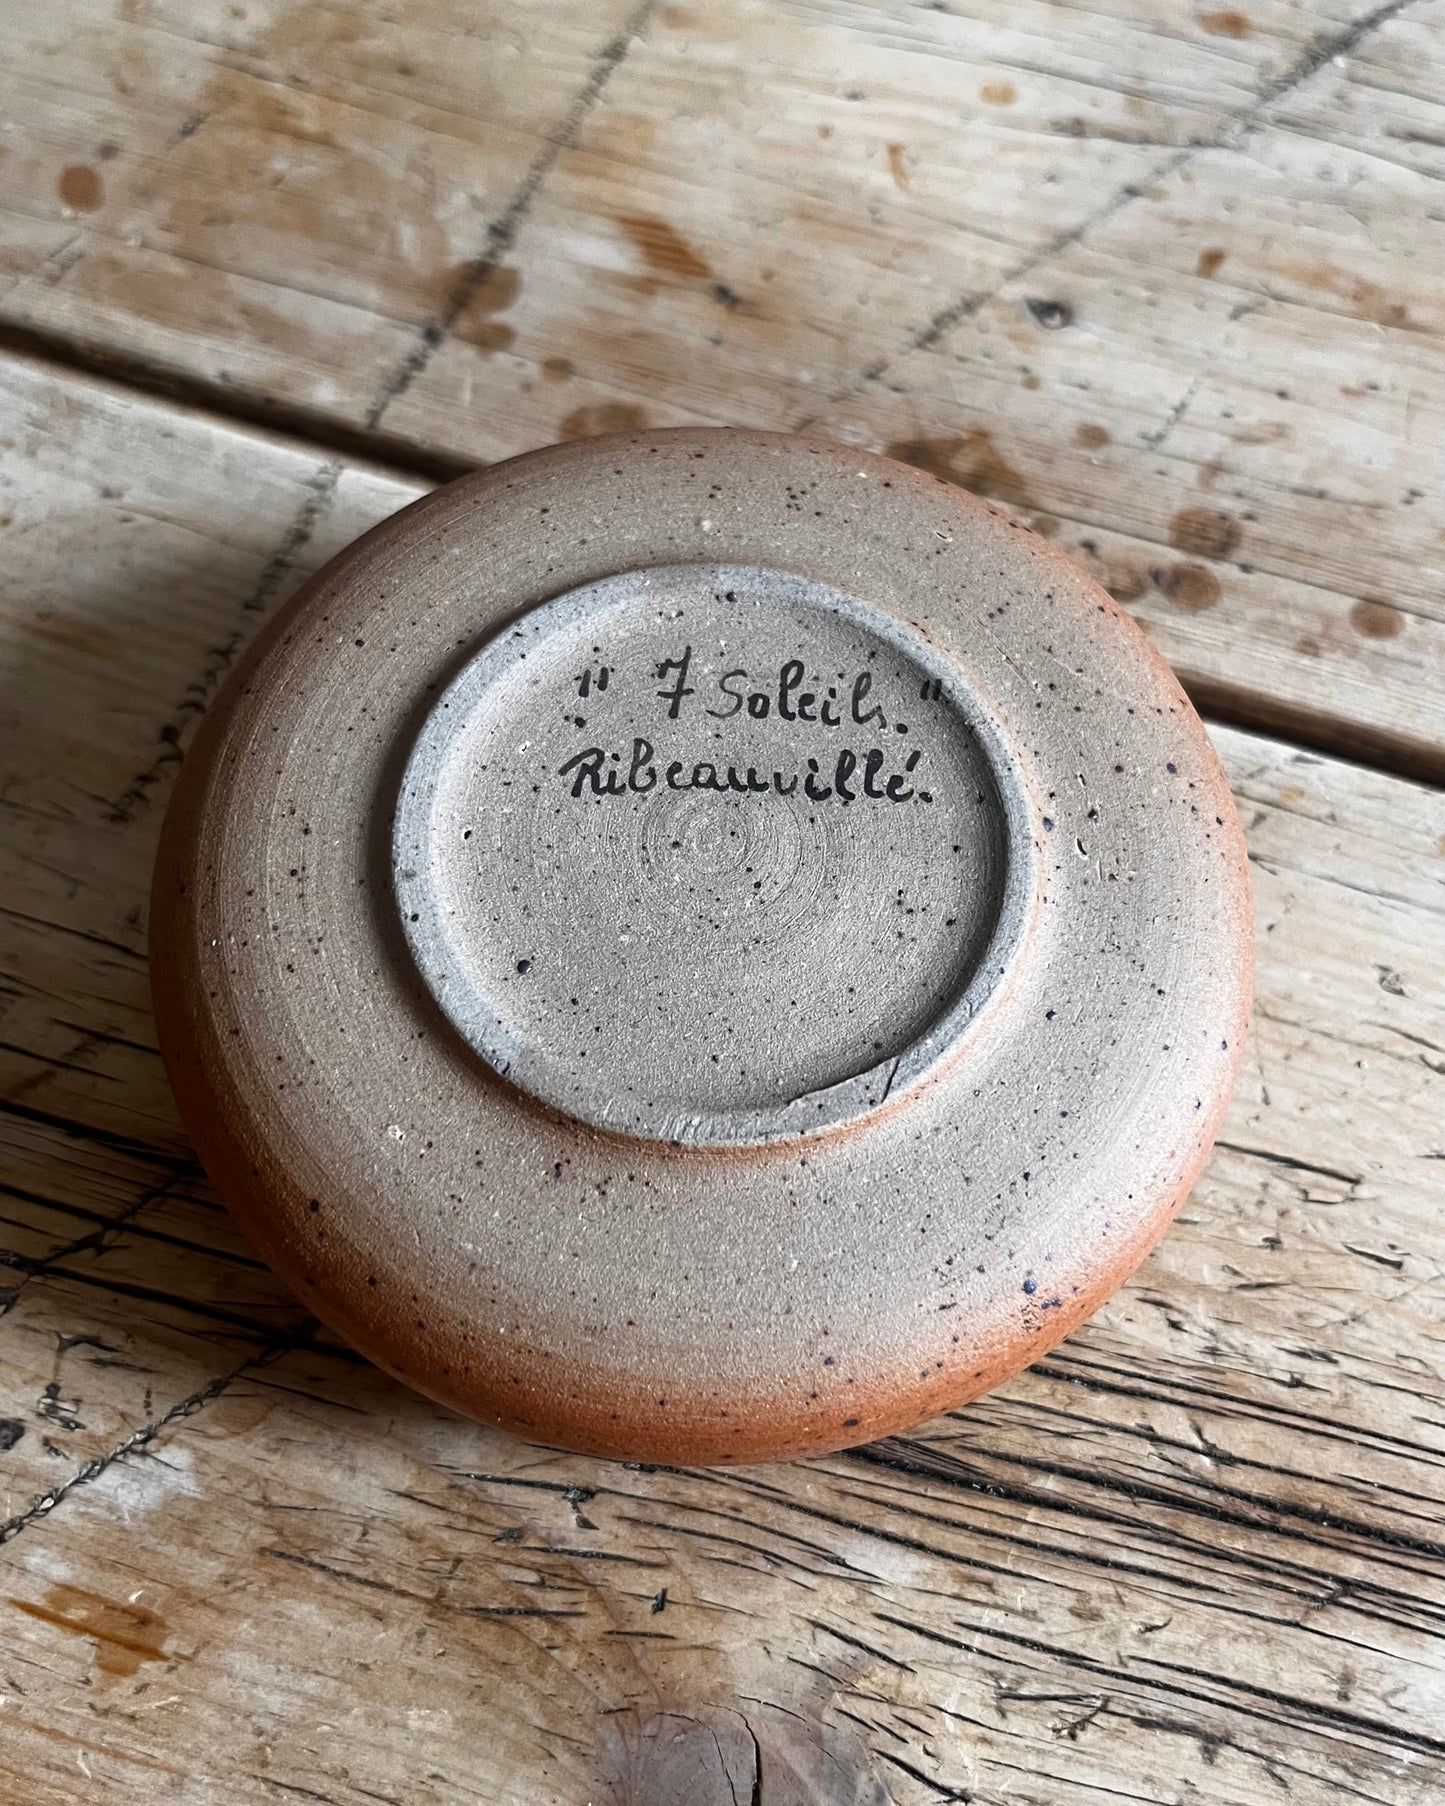 " 7 Soleils. "
Ribeauvillé.